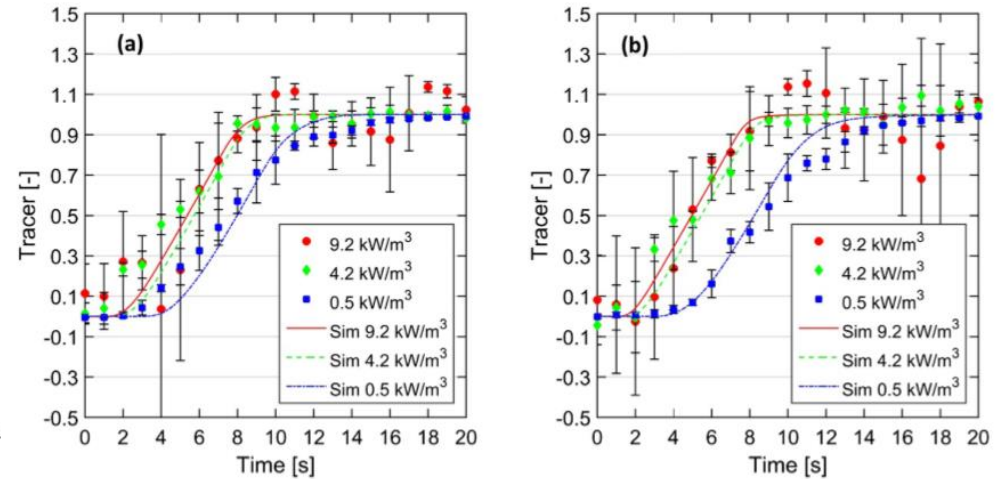 (a)
1.5
1.3
1.1
0.9
0.7
0.5
0.3
0.1
-0.1
-0.3
-0.5
Tracer [-]
9.2 kW/m³
4.2 kW/m³
0.5 kW/m³
Sim 9.2 kW/m³
Sim 4.2 kW/m³
Sim 0.5 kW/m³
0 2 4 6 8 10 12 14 16 18 20
Time [s]
(b)
1.5
1.3
1.1
0.9
0.7
0.5
0.3
0.1
-0.1
-0.3
-0.5
Tracer [-]
9.2 kW/m³
4.2 kW/m³
0.5 kW/m³
Sim 9.2 kW/m³
Sim 4.2 kW/m³
Sim 0.5 kW/m³
0 2 4 6 8 10 12 14 16 18 20
Time [s]